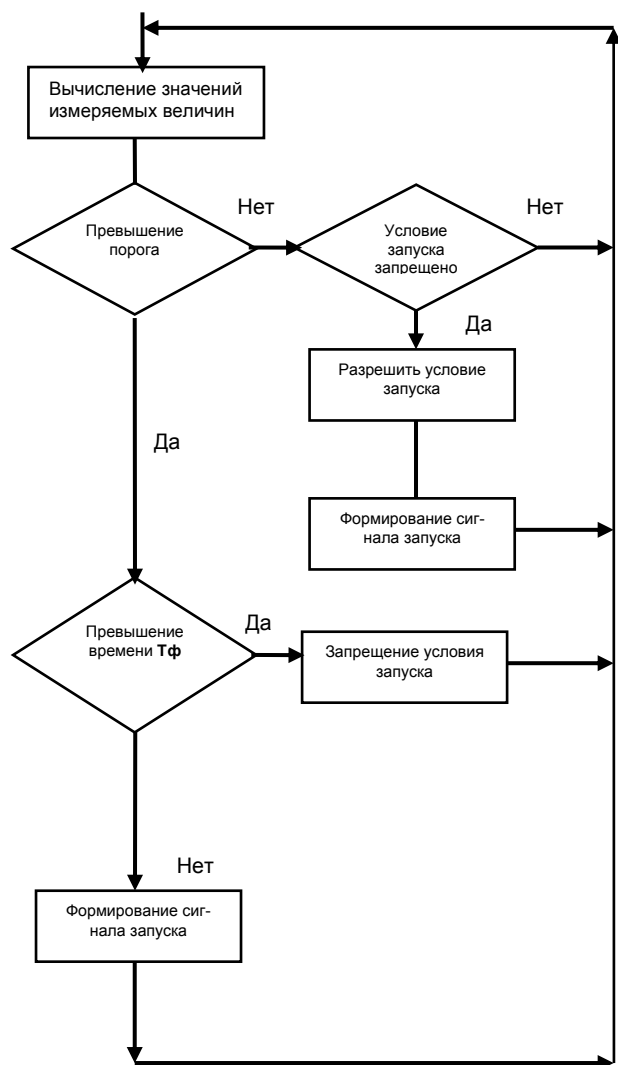 Вычисление значений
измеряемых величин
Превышение
порога
Нет
Условие
запуска
запрещено
Нет
Да
Разрешить условие
запуска
Да
Формирование сиг-
нала запуска
Превышение
времени Тф
Да
Запрещение условия
запуска
Нет
Формирование сиг-
нала запуска